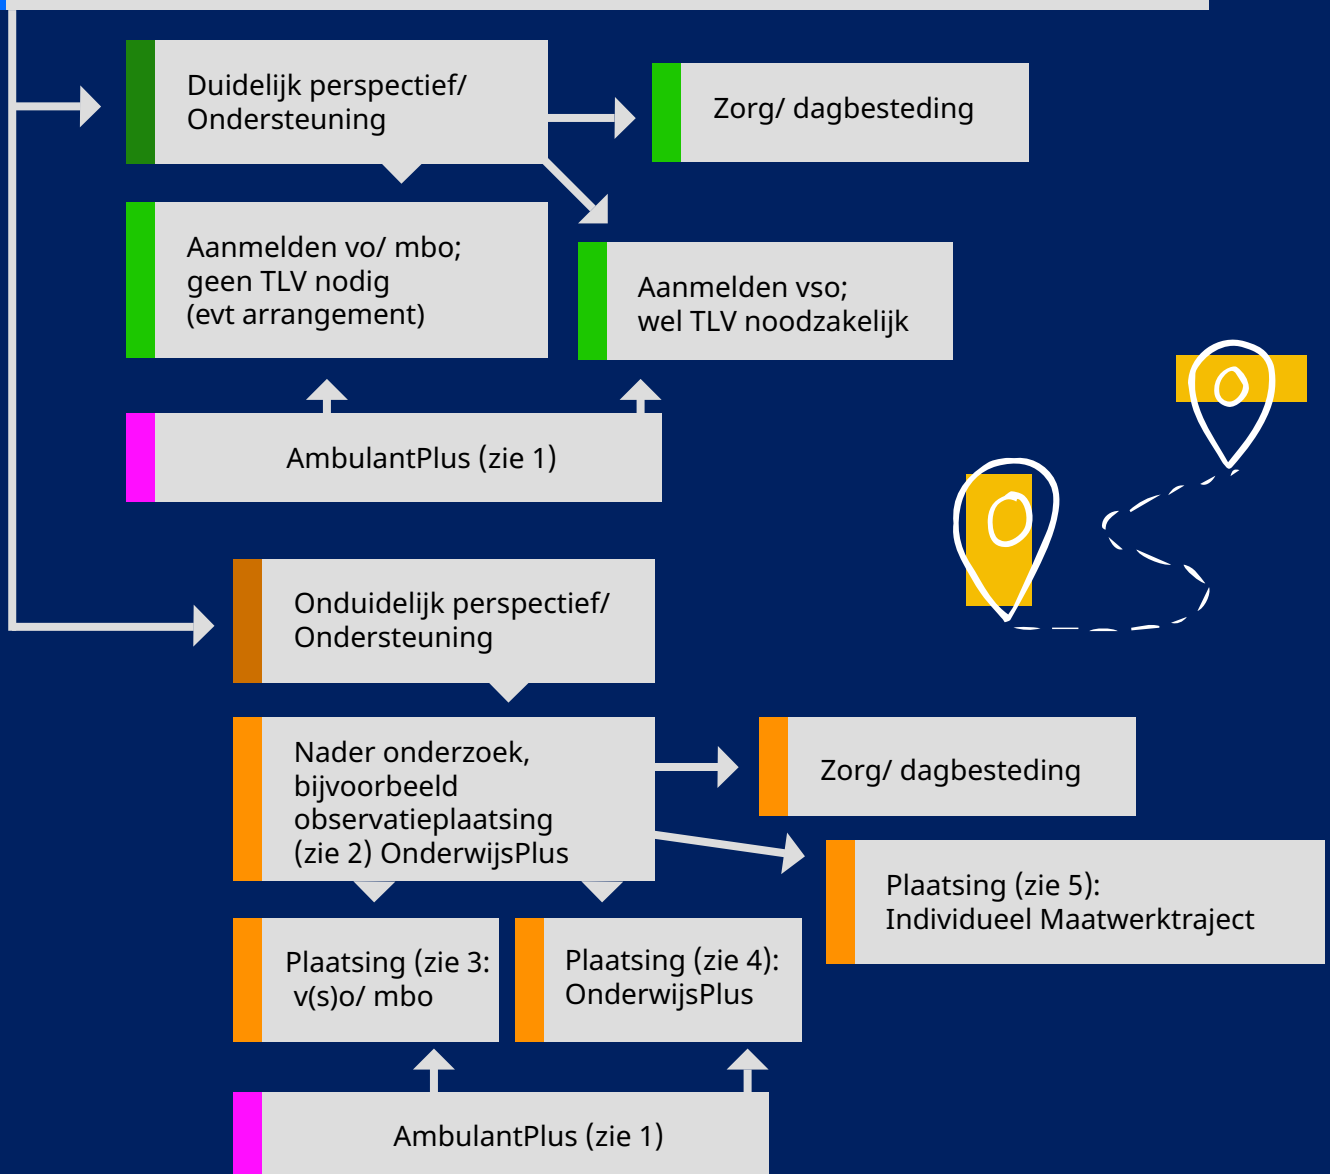 Duidelijk perspectief/
Ondersteuning
Zorg/ dagbesteding
Aanmelden vo/ mbo;
geen TLV nodig
(evt arrangement)
Aanmelden vso;
wel TLV noodzakelijk
AmbulantPlus (zie 1)
Onduidelijk perspectief/
Ondersteuning
Nader onderzoek,
bijvoorbeeld
observatieplaatsing
(zie 2) OnderwijsPlus
Zorg/ dagbesteding
Plaatsing (zie 5):
Individueel Maatwerktraject
Plaatsing (zie 3:
v(s)o/ mbo
Plaatsing (zie 4):
OnderwijsPlus
AmbulantPlus (zie 1)